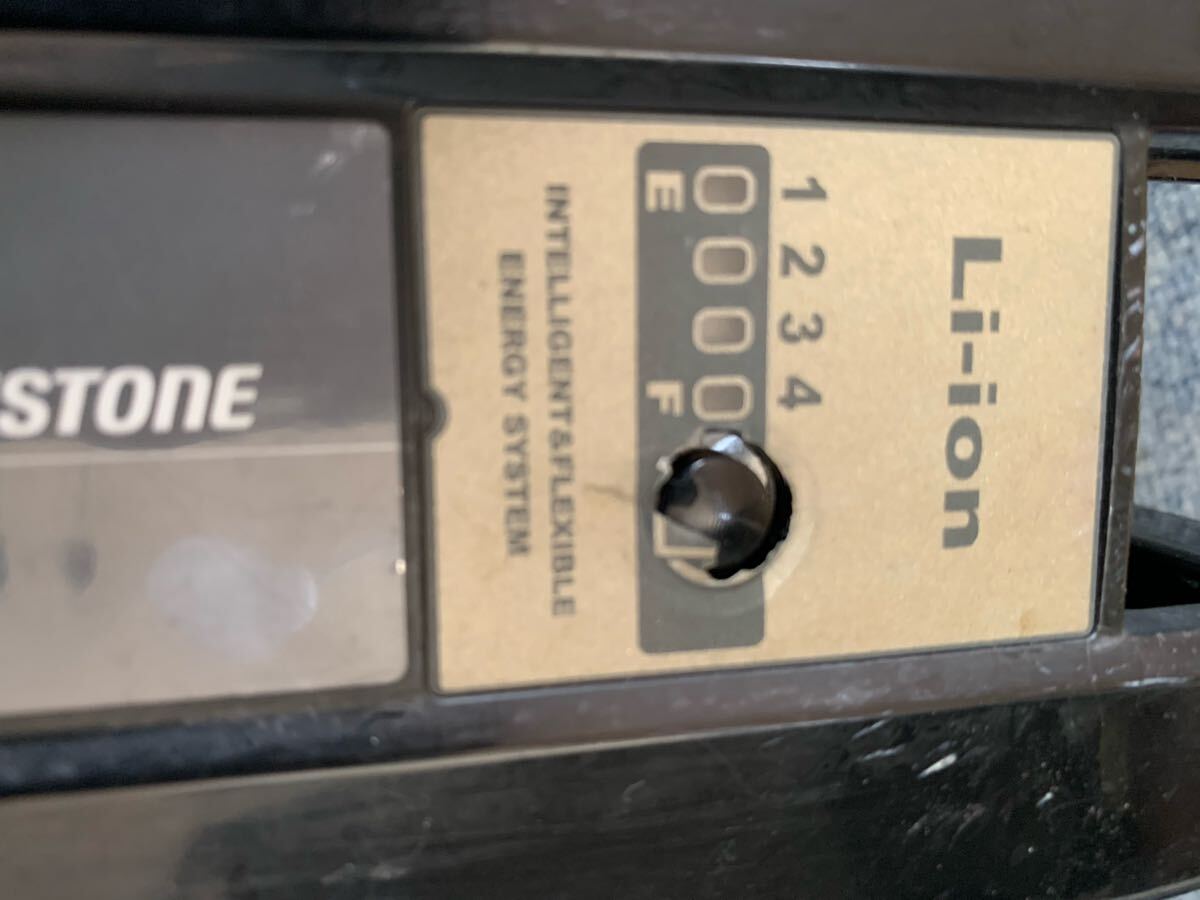 Li-ion
1 2 3 4
E F
INTELLIGENT&FLEXIBLE
ENERGY SYSTEM
STONE